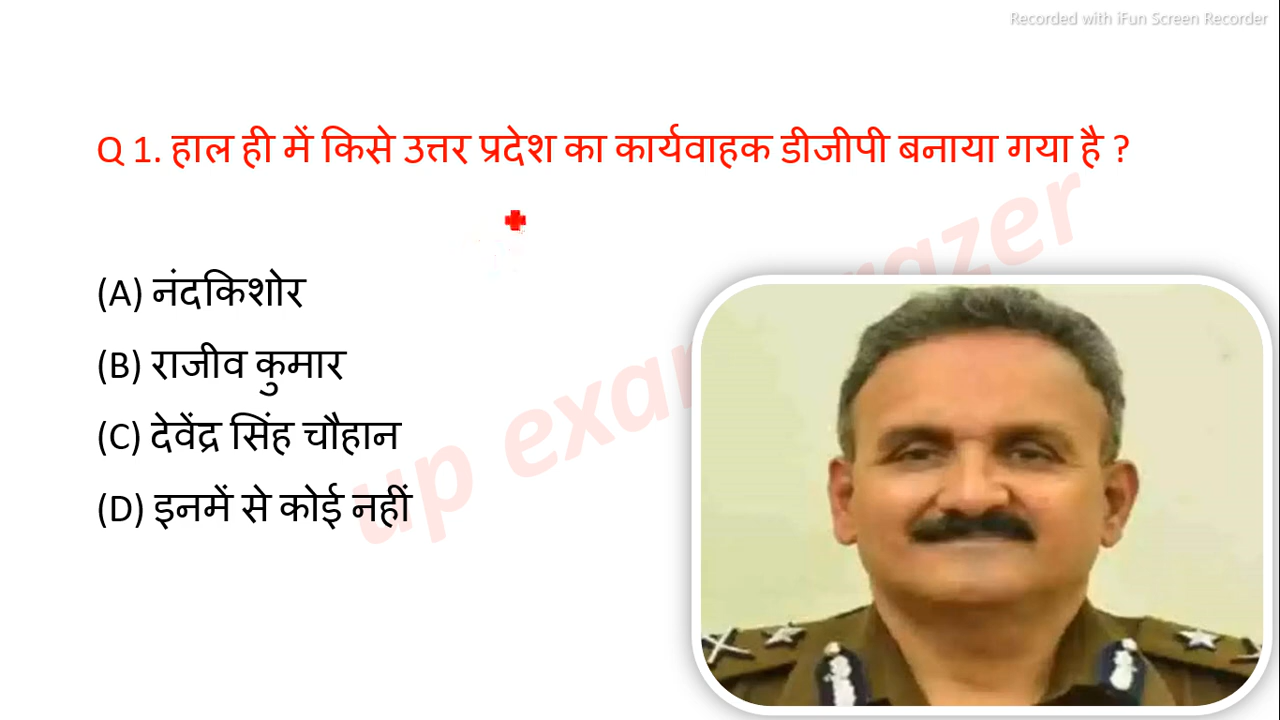 Recorded with iFun Screen Recorder
Q 1. हाल ही में किसे उत्तर प्रदेश का कार्यवाहक डीजीपी बनाया गया है ?
(A) नंदकिशोर
(B) राजीव कुमार
(C) देवेंद्र सिंह चौहान
(D) इनमें से कोई नहीं